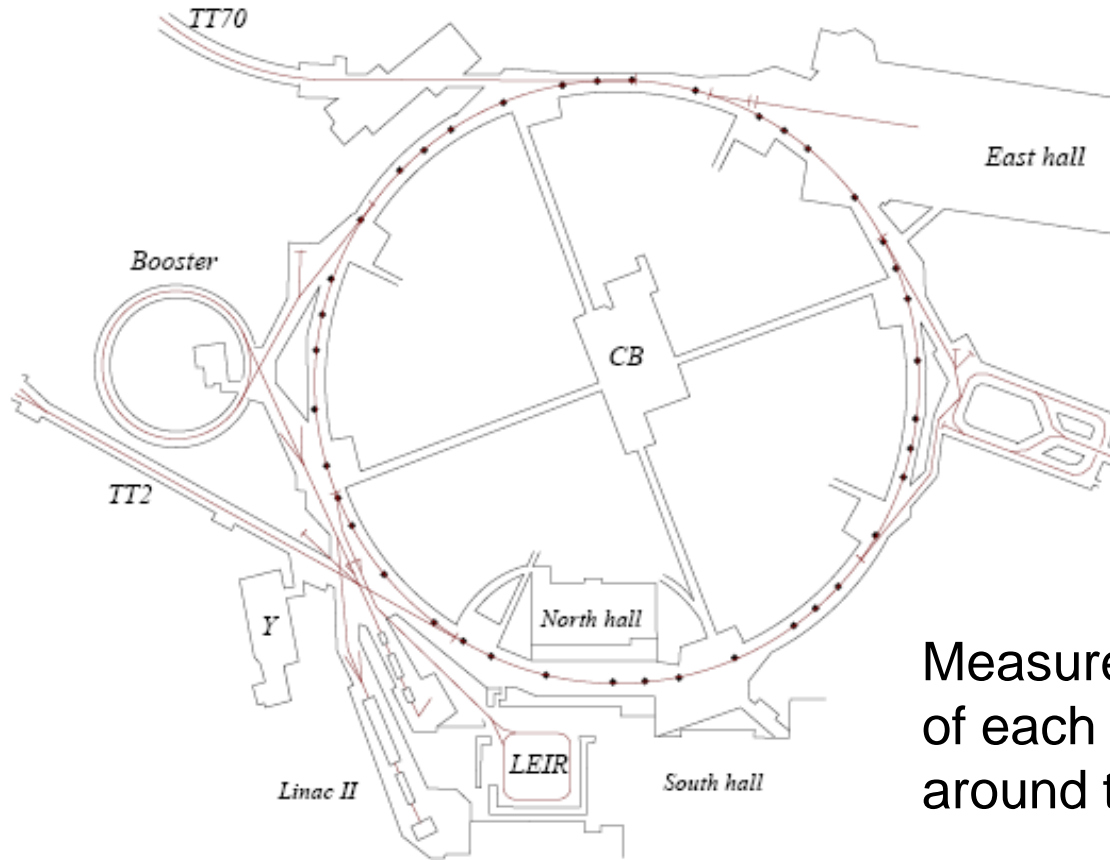 TT70
East hall
Booster
CB
TT2
North hall
Y
LEIR
Linac II
South hall
Measure
of each
around t